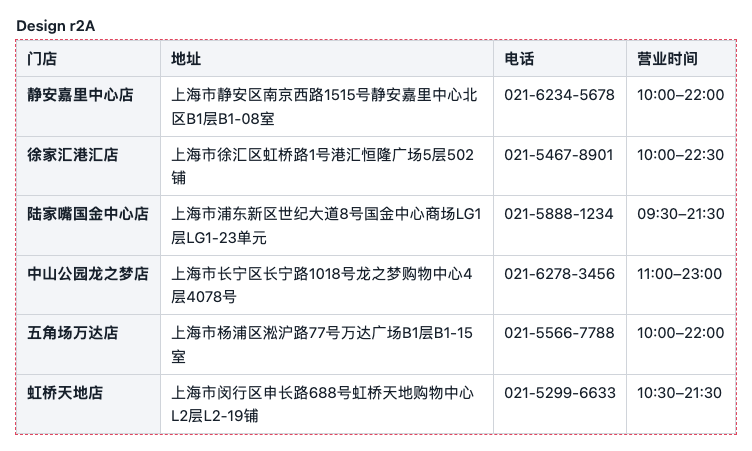 Design r2A
门店 地址 电话 营业时间
静安嘉里中心店 上海市静安区南京西路1515号静安嘉里中心北 021-6234-5678 10:00–22:00
区B1层B1-08室
徐家汇港汇店 上海市徐汇区虹桥路1号港汇恒隆广场5层502 021-5467-8901 10:00–22:30
铺
陆家嘴国金中心店 上海市浦东新区世纪大道8号国金中心商场LG1 021-5888-1234 09:30–21:30
层LG1-23单元
中山公园龙之梦店 上海市长宁区长宁路1018号龙之梦购物中心4 021-6278-3456 11:00–23:00
层4078号
五角场万达店 上海市杨浦区淞沪路77号万达广场B1层B1-15 021-5566-7788 10:00–22:00
室
虹桥天地店 上海市闵行区申长路688号虹桥天地购物中心 021-5299-6633 10:30–21:30
L2层L2-19铺